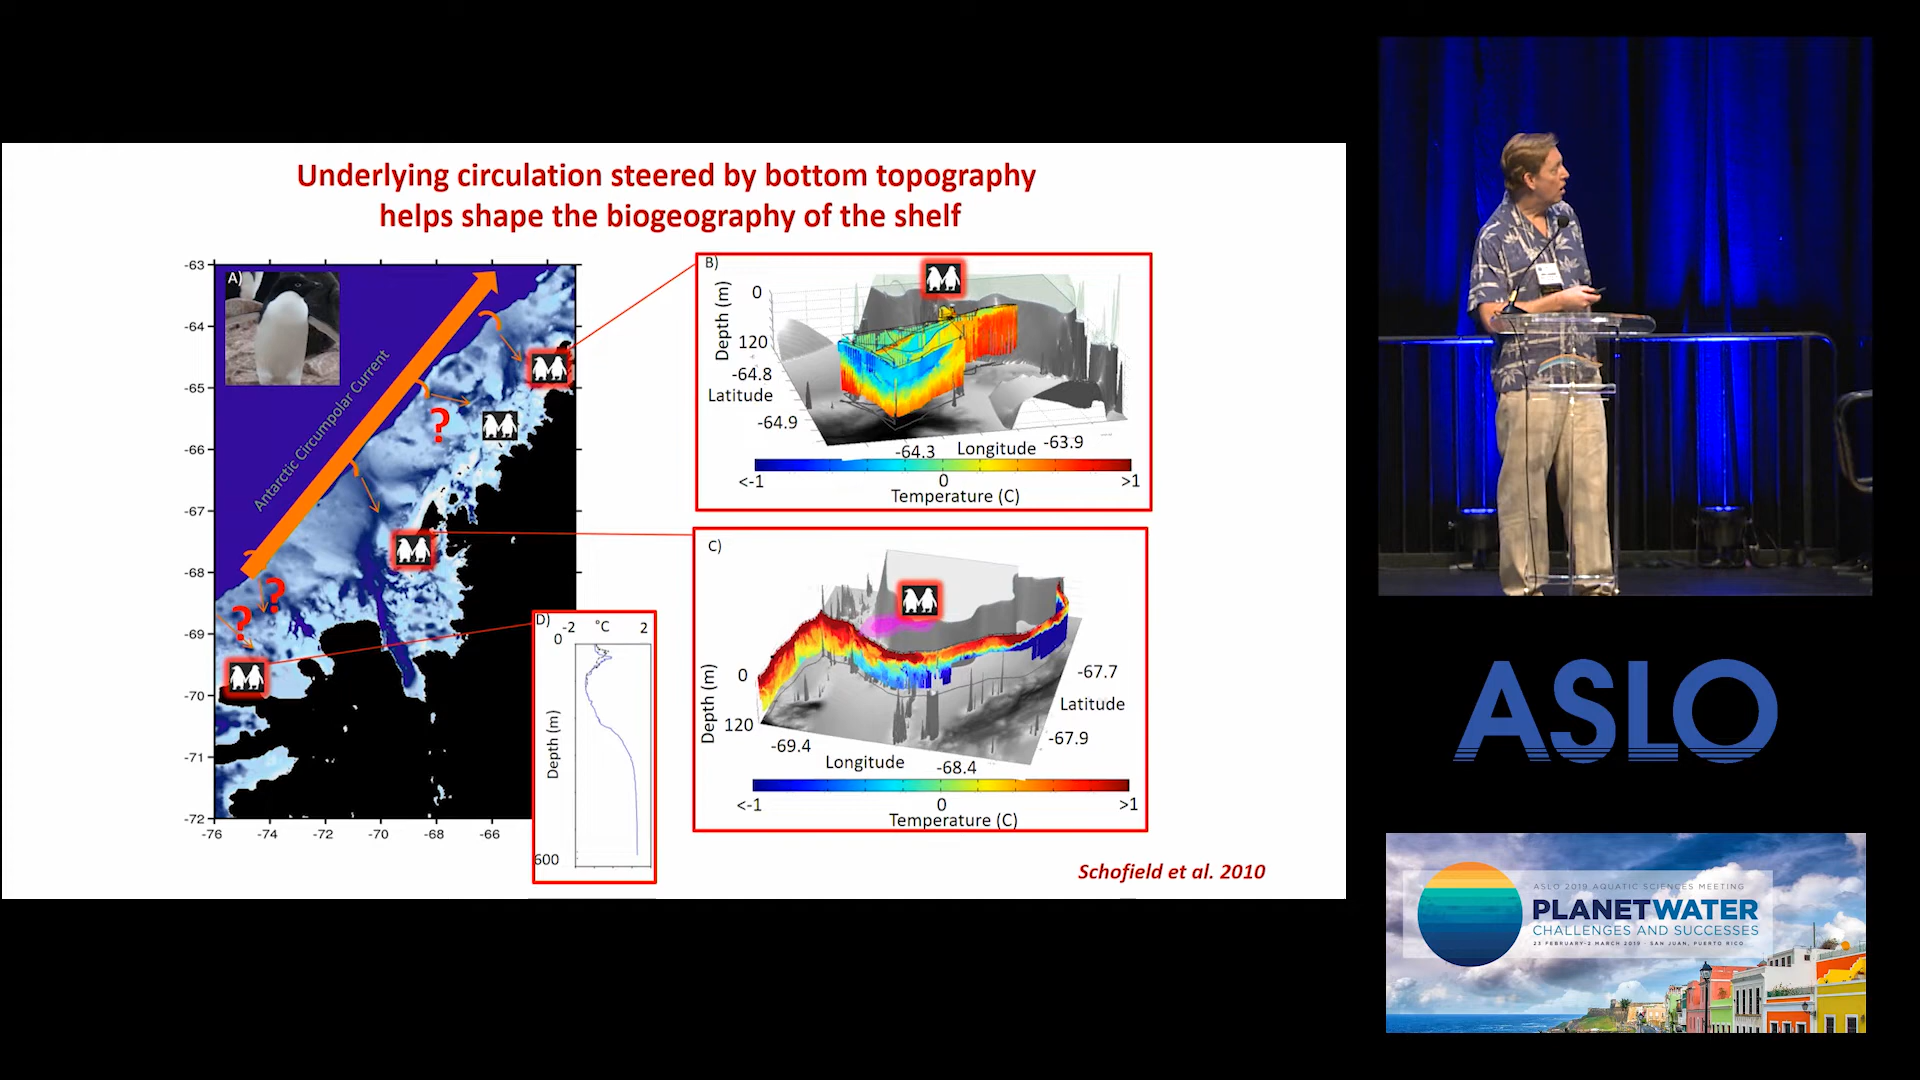 Underlying circulation steered by bottom topography
helps shape the biogeography of the shelf
A)
Antarctic Circumpolar Current
?
?
?
-63
-64
-65
-66
-67
-68
-69
-70
-71
-72
-76
-74
-72
-70
-68
-66
B)
Depth (m)
0
120
-64.8
Latitude
-64.9
-64.3
Longitude
-63.9
<-1
0
>1
Temperature (C)
C)
Depth (m)
0
120
-69.4
Longitude
-68.4
-67.7
Latitude
-67.9
<-1
0
>1
Temperature (C)
D)
-2
°C
2
0
Depth (m)
600
Schofield et al. 2010
ASLO
ASLO 2019 AQUATIC SCIENCES MEETING
PLANETWATER
CHALLENGES AND SUCCESSES
23 FEBRUARY-2 MARCH 2019 · SAN JUAN, PUERTO RICO